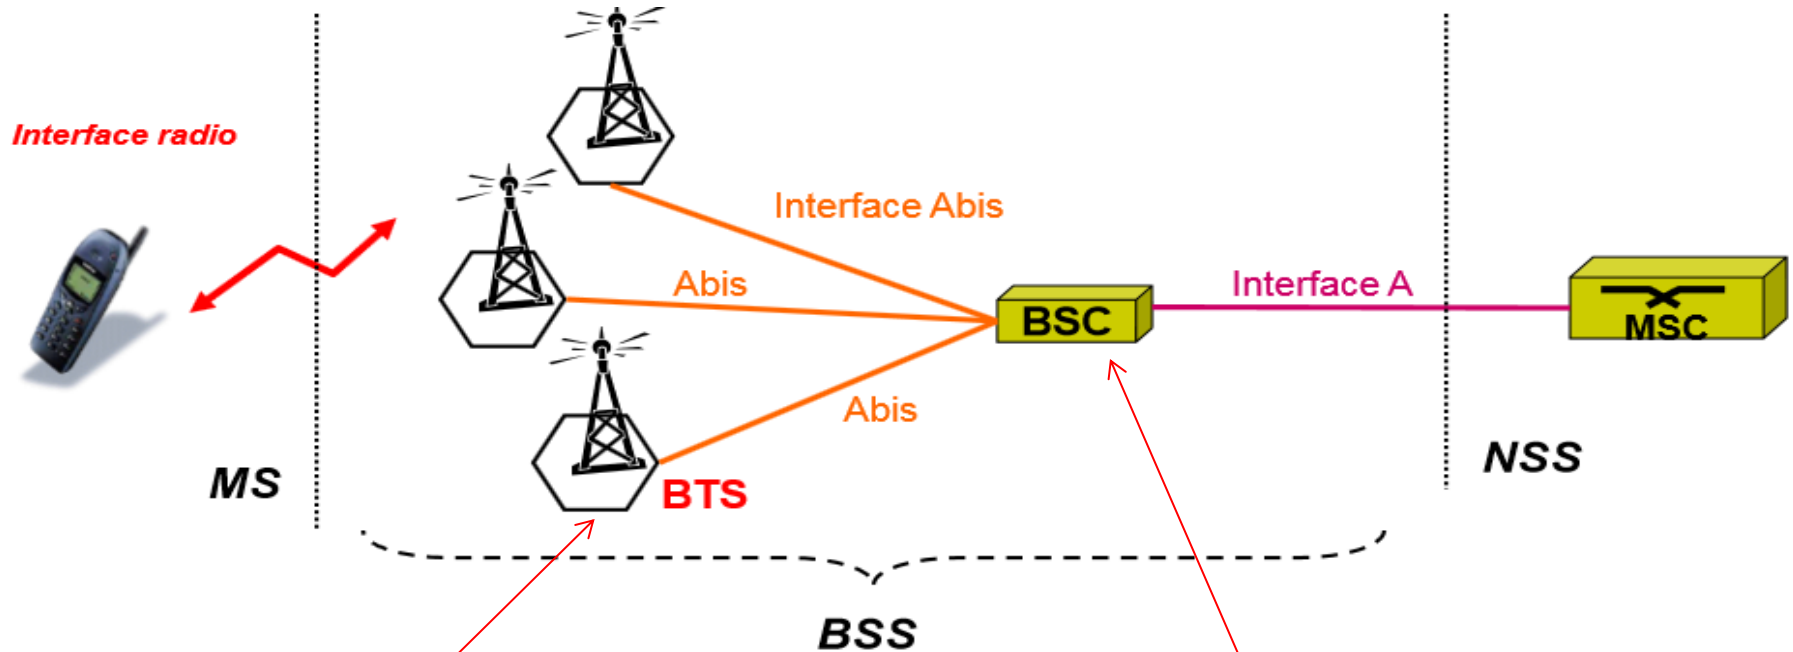 Interface radio
Interface Abis
Abis
Interface A
BSC
MSC
Abis
MS
BTS
NSS
BSS